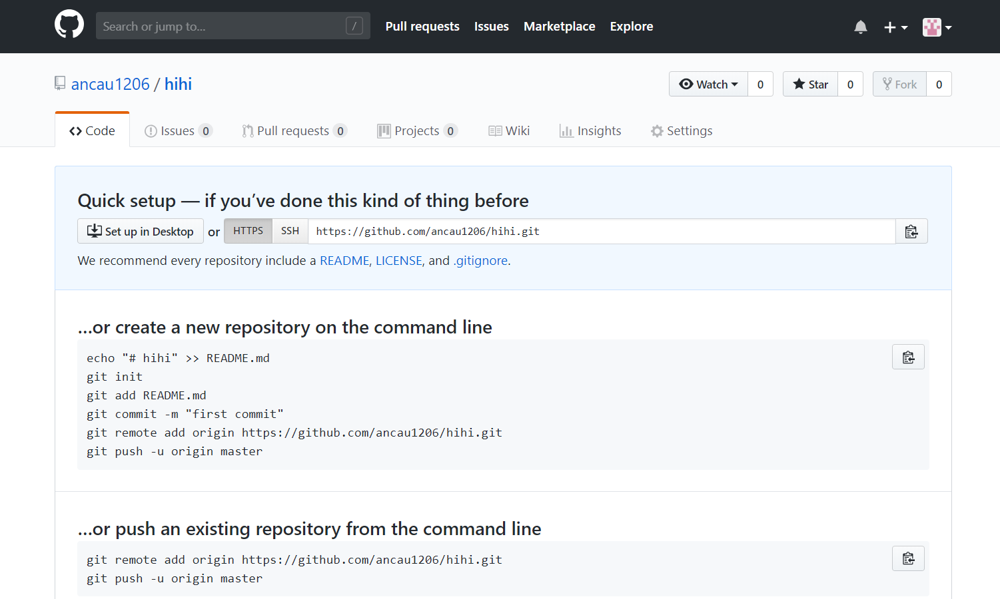 Search or jump to... / Pull requests Issues Marketplace Explore
ancau1206 / hihi Watch 0 Star 0 Fork 0
Code Issues 0 Pull requests 0 Projects 0 Wiki Insights Settings
Quick setup — if you’ve done this kind of thing before
Set up in Desktop or HTTPS SSH https://github.com/ancau1206/hihi.git
We recommend every repository include a README, LICENSE, and .gitignore.
…or create a new repository on the command line
echo "# hihi" >> README.md
git init
git add README.md
git commit -m "first commit"
git remote add origin https://github.com/ancau1206/hihi.git
git push -u origin master
…or push an existing repository from the command line
git remote add origin https://github.com/ancau1206/hihi.git
git push -u origin master